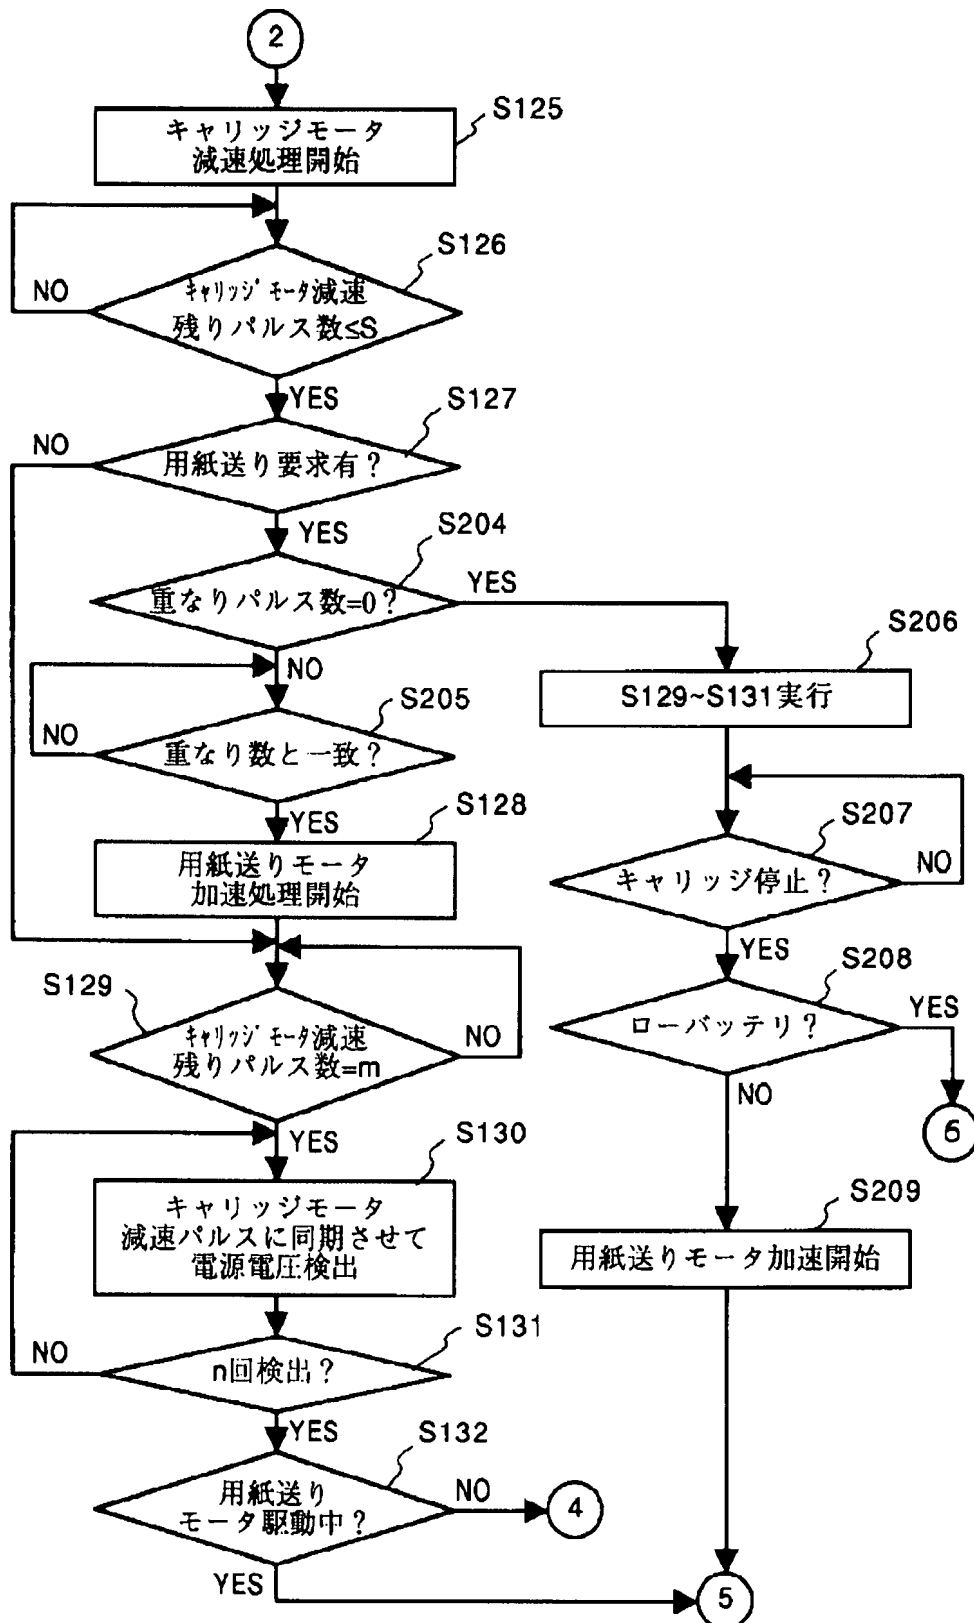 2
S125
キャリッジモータ
減速処理開始
S126
NO
キャリッジモータ減速
残りパルス数≤S
YES
S127
NO
用紙送り要求有？
YES
S204
重なりパルス数=0？
YES
NO
S205
NO
重なり数と一致？
YES
S128
用紙送りモータ
加速処理開始
S129
キャリッジモータ減速
残りパルス数=m
NO
YES
S130
キャリッジモータ
減速パルスに同期させて
電源電圧検出
S131
NO
n回検出？
YES
S132
用紙送り
モータ駆動中？
NO
4
YES
S206
S129~S131実行
S207
キャリッジ停止？
NO
YES
S208
ローバッテリ？
YES
6
NO
S209
用紙送りモータ加速開始
5